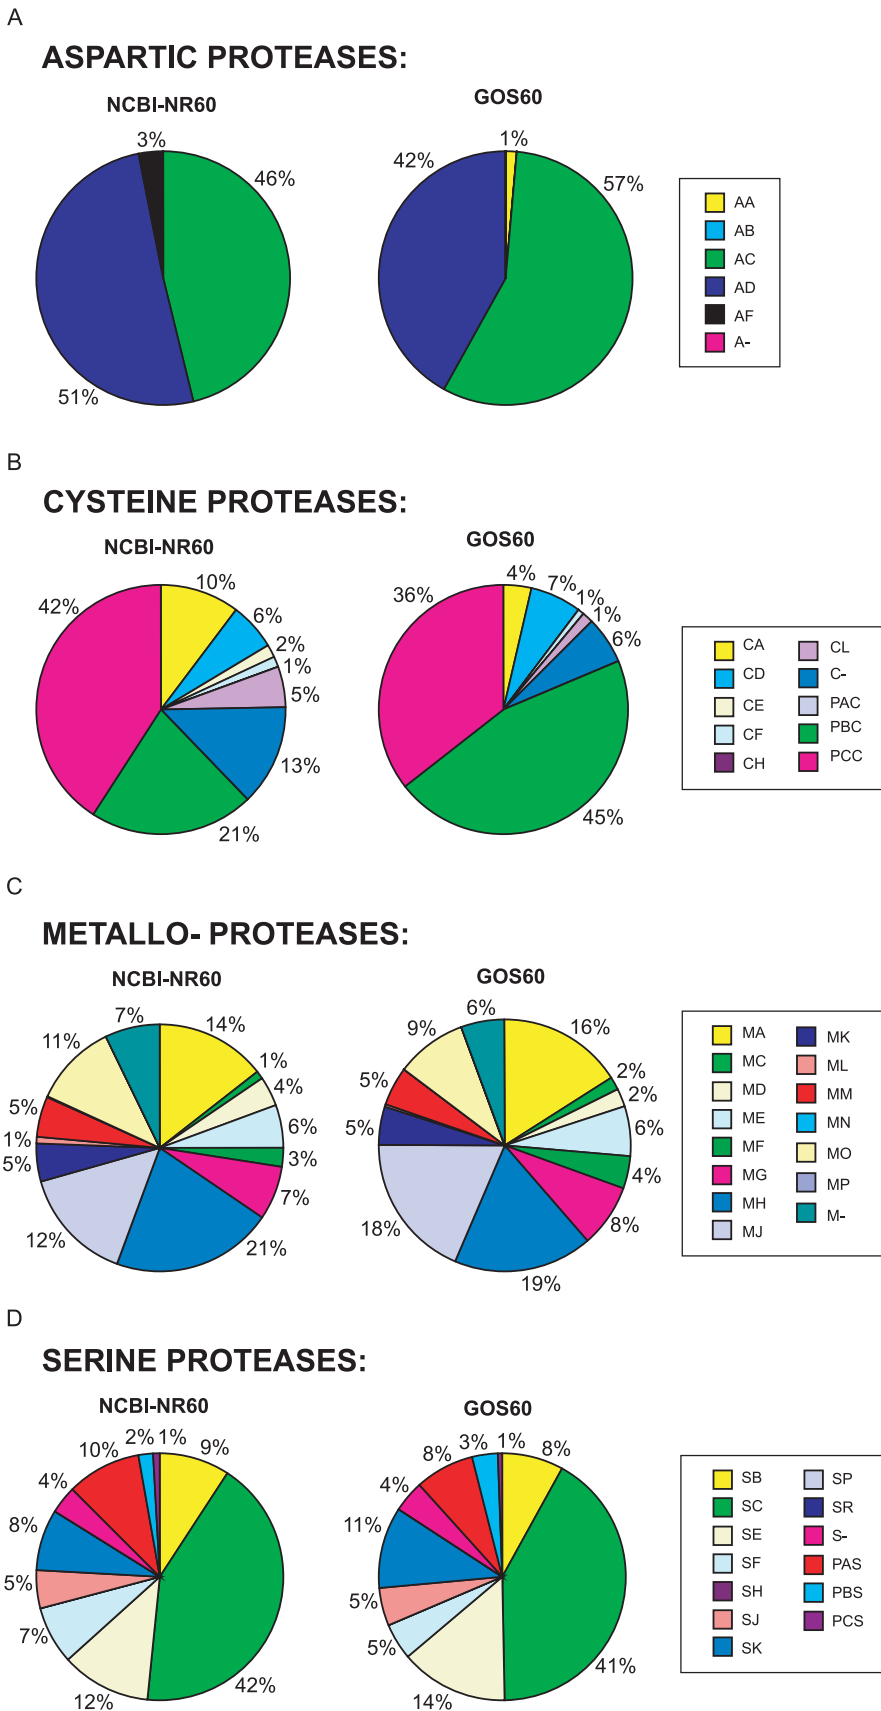 A
ASPARTIC PROTEASES:
NCBI-NR60
GOS60
3%
46%
51%
1%
42%
57%
AA
AB
AC
AD
AF
A-
B
CYSTEINE PROTEASES:
NCBI-NR60
GOS60
42%
10%
6%
2%
1%
5%
13%
21%
36%
4%
7%
1%
1%
6%
45%
CA
CD
CE
CF
CH
CL
C-
PAC
PBC
PCC
C
METALLO- PROTEASES:
NCBI-NR60
GOS60
7%
14%
1%
4%
6%
3%
7%
21%
12%
5%
1%
5%
11%
6%
16%
2%
2%
6%
4%
8%
19%
18%
5%
5%
9%
MA
MC
MD
ME
MF
MG
MH
MJ
MK
ML
MM
MN
MO
MP
M-
D
SERINE PROTEASES:
NCBI-NR60
GOS60
2%
1%
9%
10%
4%
8%
5%
7%
12%
42%
3%
1%
8%
8%
4%
11%
5%
5%
14%
41%
SB
SC
SE
SF
SH
SJ
SK
SP
SR
S-
PAS
PBS
PCS